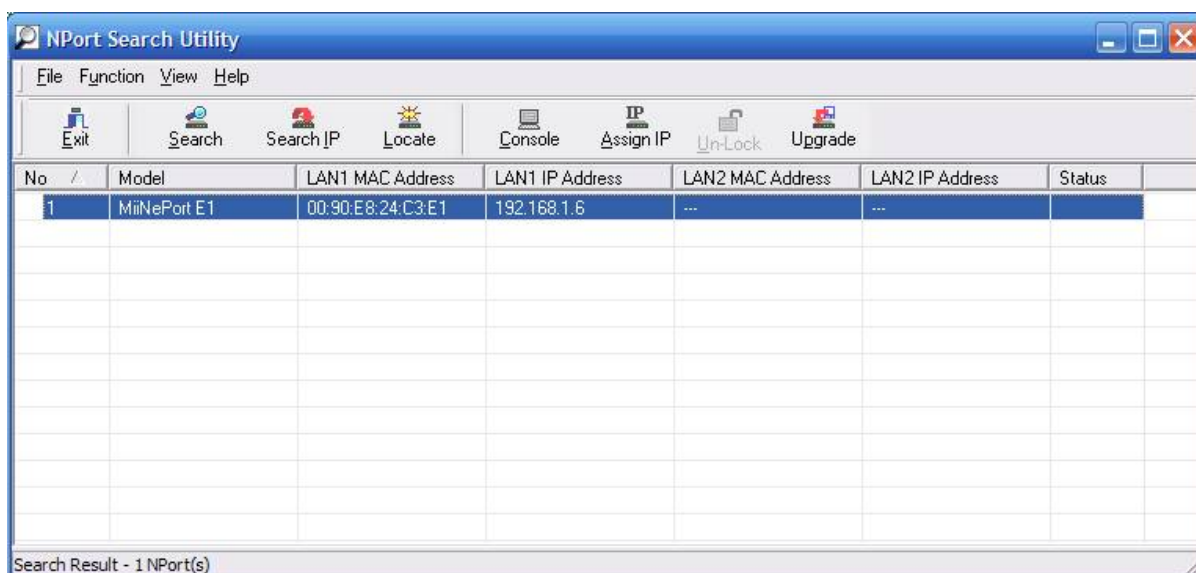 NPort Search Utility
File Function View Help
Exit Search Search IP Locate Console Assign IP Un-Lock Upgrade
No Model LAN1 MAC Address LAN1 IP Address LAN2 MAC Address LAN2 IP Address Status
1 MiiNePort E1 00:90:E8:24:C3:E1 192.168.1.6 --- ---
Search Result - 1 NPort(s)